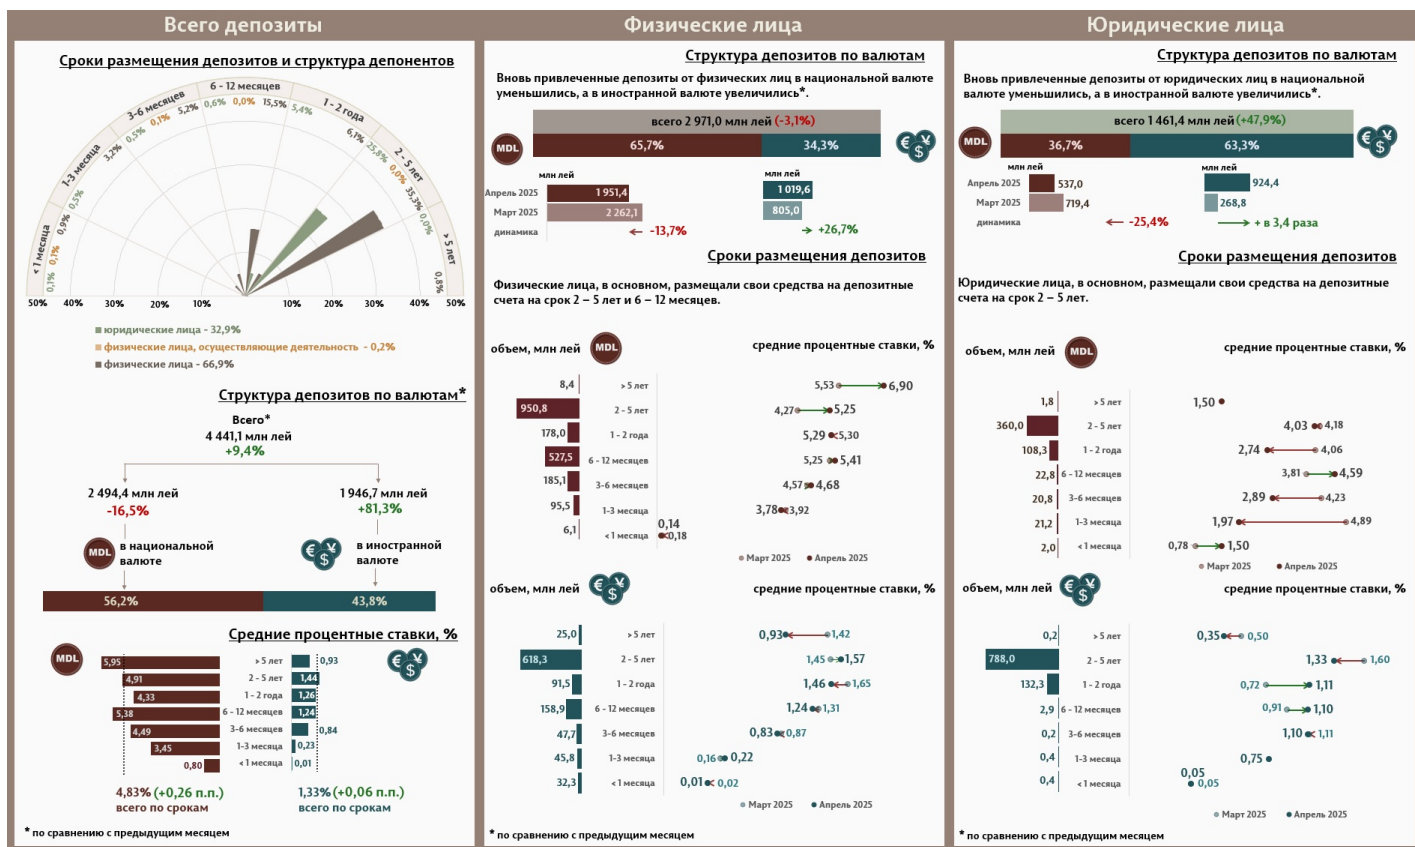 Всего депозиты
Сроки размещения депозитов и структура депонентов
< 1 месяца
1-3 месяца
3-6 месяцев
6 - 12 месяцев
1 - 2 года
2 - 5 лет
> 5 лет
0,1%
0,1%
0,9%
0,5%
3,2%
0,5%
0,1%
5,2%
0,6%
0,0%
15,5%
5,4%
6,1%
25,8%
0,0%
35,3%
0,0%
0,8%
50% 40% 30% 20% 10% 10% 20% 30% 40% 50%
юридические лица - 32,9%
физические лица, осуществляющие деятельность - 0,2%
физические лица - 66,9%
Структура депозитов по валютам*
Всего*
4 441,1 млн лей
+9,4%
2 494,4 млн лей
-16,5%
1 946,7 млн лей
+81,3%
MDL
в национальной
валюте
€ ¥ $
в иностранной
валюте
56,2% 43,8%
Средние процентные ставки, %
MDL
€ ¥ $
5,95 > 5 лет 0,93
4,91 2 - 5 лет 1,44
4,33 1 - 2 года 1,26
5,38 6 - 12 месяцев 1,24
4,49 3-6 месяцев 0,84
3,45 1-3 месяца 0,23
0,80 < 1 месяца 0,01
4,83% (+0,26 п.п.)
всего по срокам
1,33% (+0,06 п.п.)
всего по срокам
* по сравнению с предыдущим месяцем
Физические лица
Структура депозитов по валютам
Вновь привлеченные депозиты от физических лиц в национальной валюте
уменьшились, а в иностранной валюте увеличились*.
всего 2 971,0 млн лей (-3,1%)
MDL 65,7% 34,3% € ¥ $
млн лей млн лей
Апрель 2025 1 951,4 1 019,6
Март 2025 2 262,1 805,0
динамика -13,7% +26,7%
Сроки размещения депозитов
Физические лица, в основном, размещали свои средства на депозитные
счета на срок 2 – 5 лет и 6 – 12 месяцев.
объем, млн лей MDL средние процентные ставки, %
8,4 > 5 лет 5,53 6,90
950,8 2 - 5 лет 4,27 5,25
178,0 1 - 2 года 5,29 5,30
527,5 6 - 12 месяцев 5,25 5,41
185,1 3-6 месяцев 4,57 4,68
95,5 1-3 месяца 3,78 3,92
6,1 < 1 месяца 0,14 0,18
Март 2025 Апрель 2025
объем, млн лей € ¥ $ средние процентные ставки, %
25,0 > 5 лет 0,93 1,42
618,3 2 - 5 лет 1,45 1,57
91,5 1 - 2 года 1,46 1,65
158,9 6 - 12 месяцев 1,24 1,31
47,7 3-6 месяцев 0,83 0,87
45,8 1-3 месяца 0,16 0,22
32,3 < 1 месяца 0,01 0,02
Март 2025 Апрель 2025
* по сравнению с предыдущим месяцем
Юридические лица
Структура депозитов по валютам
Вновь привлеченные депозиты от юридических лиц в национальной
валюте уменьшились, а в иностранной валюте увеличились*.
всего 1 461,4 млн лей (+47,9%)
MDL 36,7% 63,3% € ¥ $
млн лей млн лей
Апрель 2025 537,0 924,4
Март 2025 719,4 268,8
динамика -25,4% + в 3,4 раза
Сроки размещения депозитов
Юридические лица, в основном, размещали свои средства на депозитные
счета на срок 2 – 5 лет.
объем, млн лей MDL средние процентные ставки, %
1,8 > 5 лет 1,50
360,0 2 - 5 лет 4,03 4,18
108,3 1 - 2 года 2,74 4,06
22,8 6 - 12 месяцев 3,81 4,59
20,8 3-6 месяцев 2,89 4,23
21,2 1-3 месяца 1,97 4,89
2,0 < 1 месяца 0,78 1,50
Март 2025 Апрель 2025
объем, млн лей € ¥ $ средние процентные ставки, %
0,2 > 5 лет 0,35 0,50
788,0 2 - 5 лет 1,33 1,60
132,3 1 - 2 года 0,72 1,11
2,9 6 - 12 месяцев 0,91 1,10
0,2 3-6 месяцев 1,10 1,11
0,4 1-3 месяца 0,75
0,4 < 1 месяца 0,05 0,05
Март 2025 Апрель 2025
* по сравнению с предыдущим месяцем